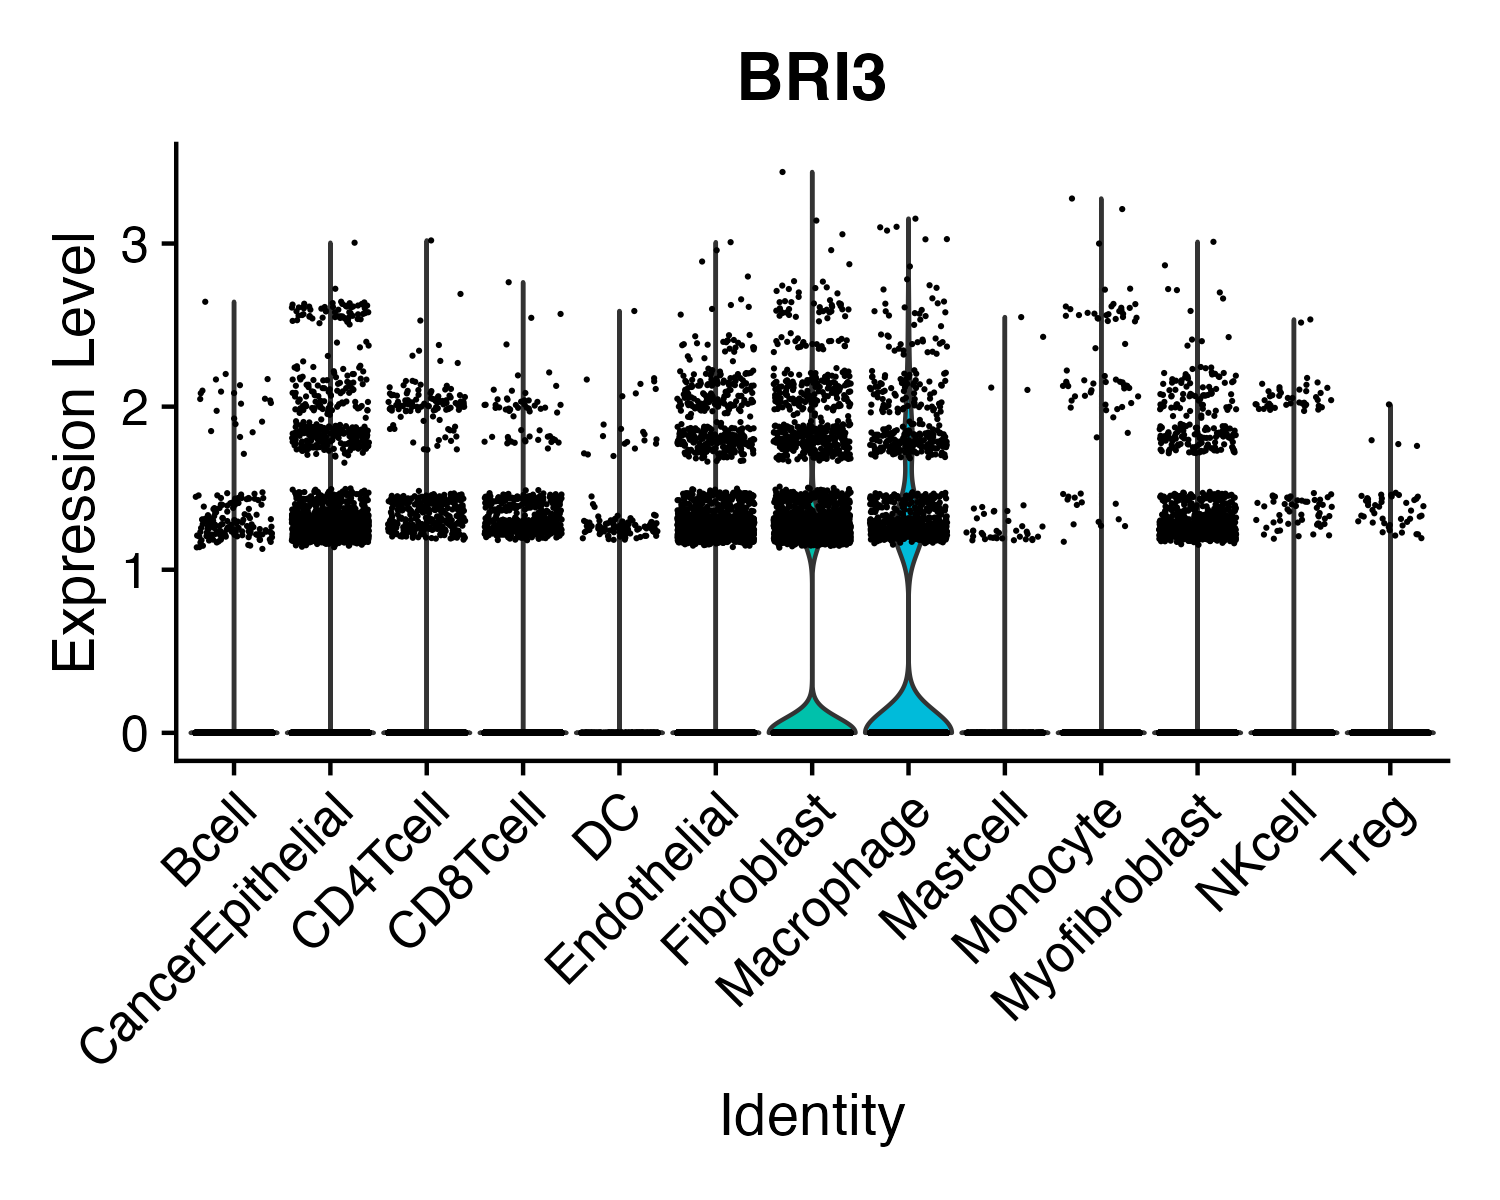 BRI3
Expression Level
3
2
1
0
Bcell
CancerEpithelial
CD4Tcell
CD8Tcell
DC
Endothelial
Fibroblast
Macrophage
Mastcell
Monocyte
Myofibroblast
NKcell
Treg
Identity